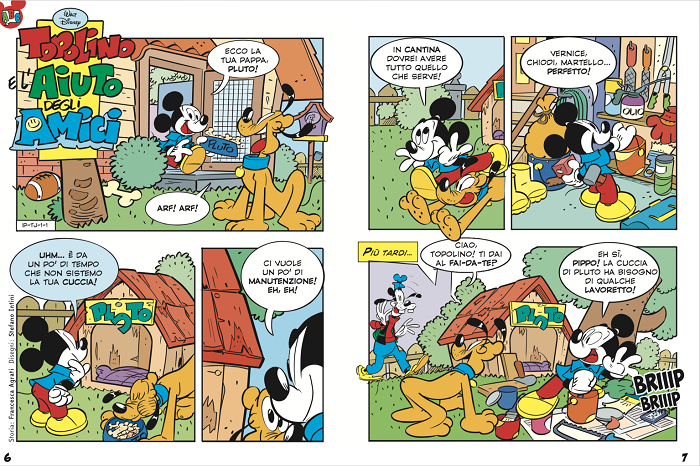 WALT
DISNEY
TOPOLINO
E L'AIUTO
DEGLI
AMICI
ECCO LA
TUA PAPPA,
PLUTO!
PLUTO
ARF! ARF!
IP-TJ-1-1
UHM... È DA
UN PO' DI TEMPO
CHE NON SISTEMO
LA TUA CUCCIA!
PLUTO
CI VUOLE
UN PO' DI
MANUTENZIONE!
EH, EH!
Storia: Francesca Agrati Disegni: Stefano Intini
6
IN CANTINA
DOVREI AVERE
TUTTO QUELLO
CHE SERVE!
VERNICE,
CHIODI, MARTELLO...
PERFETTO!
OLIO
PIÙ TARDI...
CIAO,
TOPOLINO! TI DAI
AL FAI-DA-TE?
EH SÌ,
PIPPO! LA CUCCIA
DI PLUTO HA BISOGNO
DI QUALCHE
LAVORETTO!
PLUTO
BRIIIP
BRIIIP
7